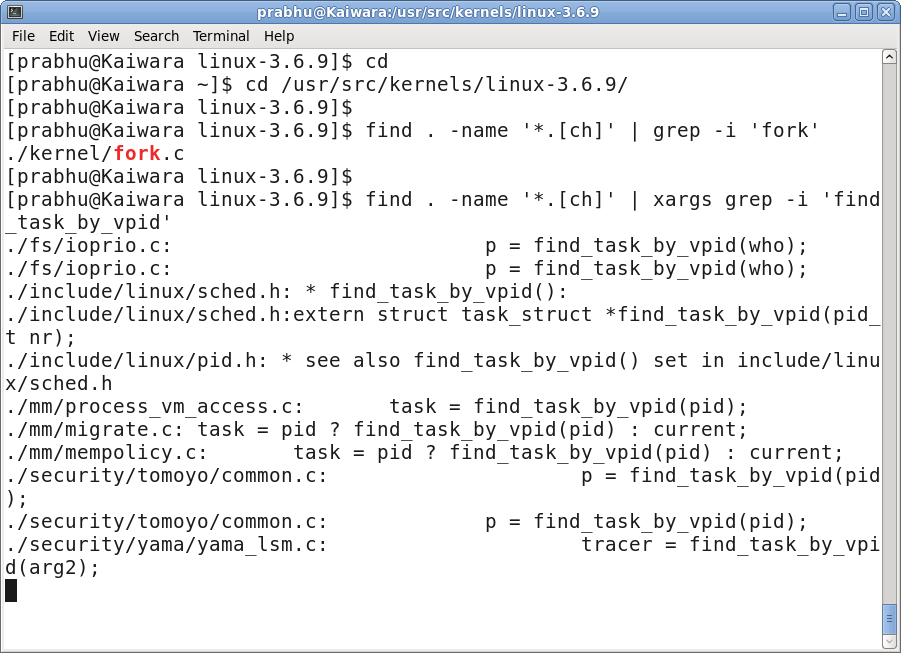 prabhu@Kaiwara:/usr/src/kernels/linux-3.6.9
File Edit View Search Terminal Help
[prabhu@Kaiwara linux-3.6.9]$ cd
[prabhu@Kaiwara ~]$ cd /usr/src/kernels/linux-3.6.9/
[prabhu@Kaiwara linux-3.6.9]$
[prabhu@Kaiwara linux-3.6.9]$ find . -name '*.[ch]' | grep -i 'fork'
./kernel/fork.c
[prabhu@Kaiwara linux-3.6.9]$
[prabhu@Kaiwara linux-3.6.9]$ find . -name '*.[ch]' | xargs grep -i 'find
_task_by_vpid'
./fs/ioprio.c:                          p = find_task_by_vpid(who);
./fs/ioprio.c:                          p = find_task_by_vpid(who);
./include/linux/sched.h: * find_task_by_vpid():
./include/linux/sched.h:extern struct task_struct *find_task_by_vpid(pid_
t nr);
./include/linux/pid.h: * see also find_task_by_vpid() set in include/linu
x/sched.h
./mm/process_vm_access.c:       task = find_task_by_vpid(pid);
./mm/migrate.c: task = pid ? find_task_by_vpid(pid) : current;
./mm/mempolicy.c:       task = pid ? find_task_by_vpid(pid) : current;
./security/tomoyo/common.c:                     p = find_task_by_vpid(pid
);
./security/tomoyo/common.c:             p = find_task_by_vpid(pid);
./security/yama/yama_lsm.c:                     tracer = find_task_by_vpi
d(arg2);